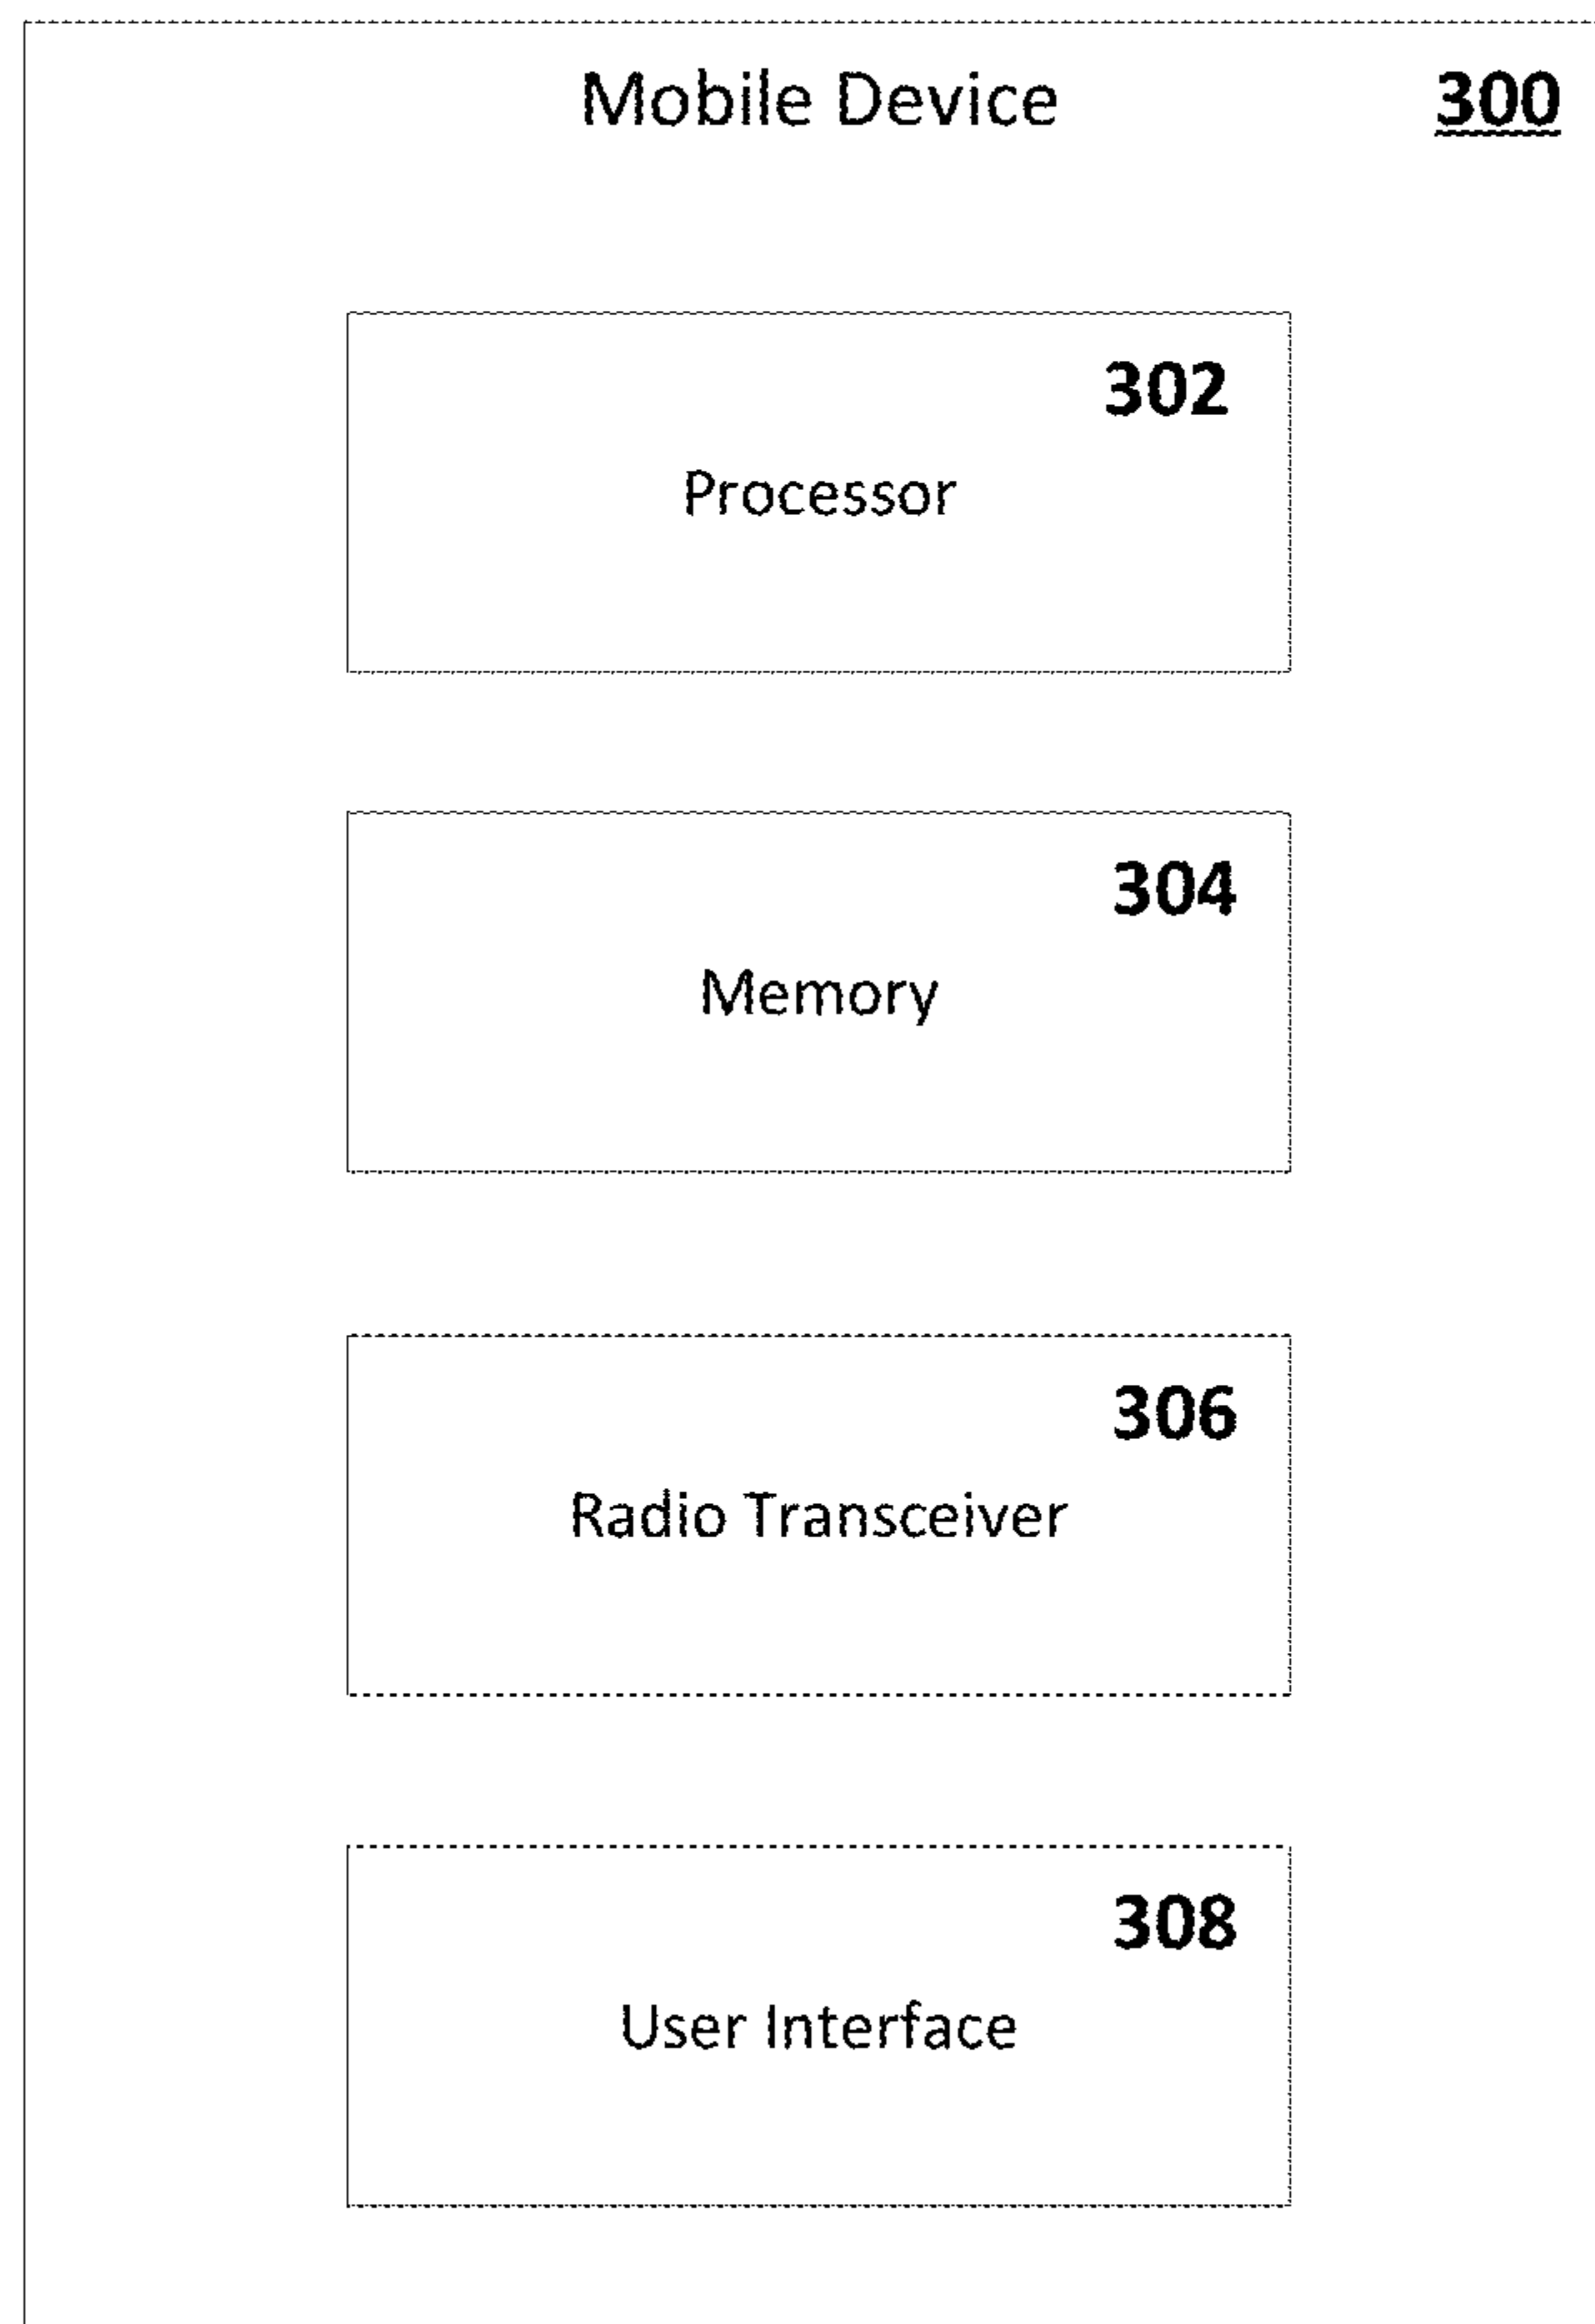 Mobile Device 300
302
Processor
304
Memory
306
Radio Transceiver
308
User Interface